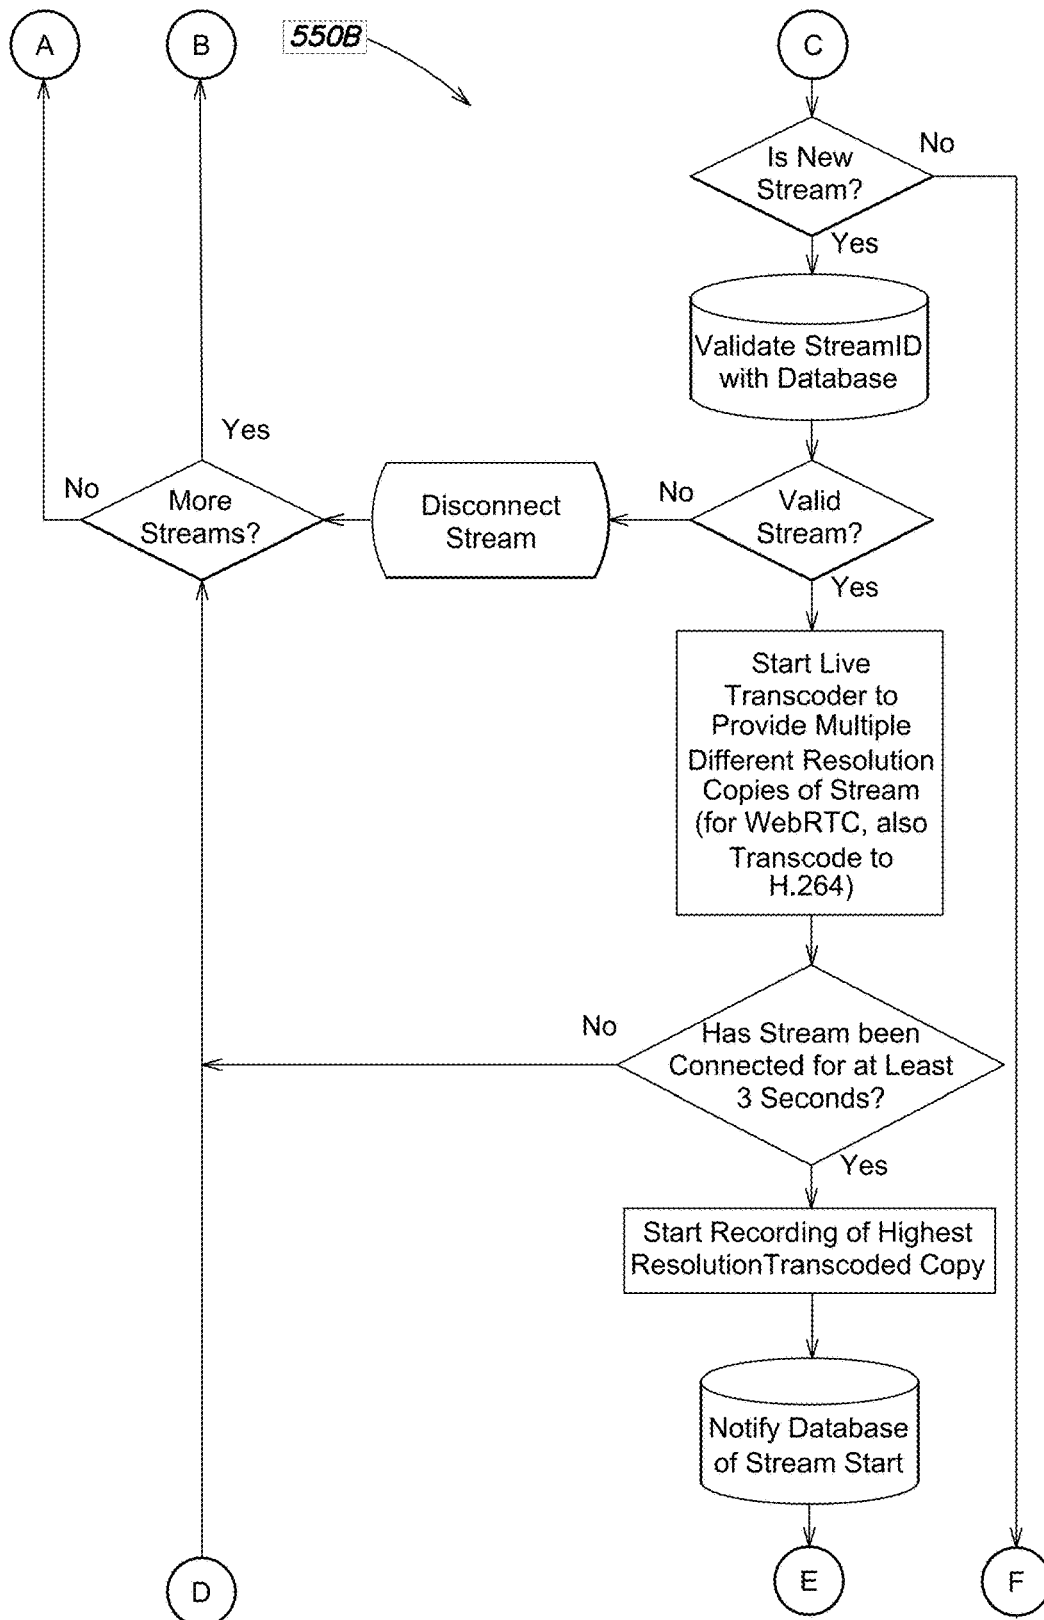 A
B
550B
C
Is New
Stream?
No
Yes
Validate StreamID
with Database
Yes
No
More
Streams?
Disconnect
Stream
No
Valid
Stream?
Yes
Start Live
Transcoder to
Provide Multiple
Different Resolution
Copies of Stream
(for WebRTC, also
Transcode to
H.264)
No
Has Stream been
Connected for at Least
3 Seconds?
Yes
Start Recording of Highest
ResolutionTranscoded Copy
Notify Database
of Stream Start
D
E
F